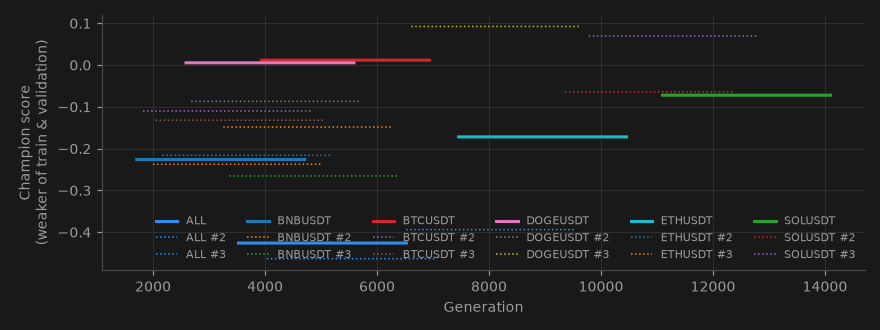 0.1
0.0
−0.1
−0.2
−0.3
−0.4
Champion score
(weaker of train & validation)
ALL BNBUSDT BTCUSDT DOGEUSDT ETHUSDT SOLUSDT
ALL #2 BNBUSDT #2 BTCUSDT #2 DOGEUSDT #2 ETHUSDT #2 SOLUSDT #2
ALL #3 BNBUSDT #3 BTCUSDT #3 DOGEUSDT #3 ETHUSDT #3 SOLUSDT #3
2000 4000 6000 8000 10000 12000 14000
Generation